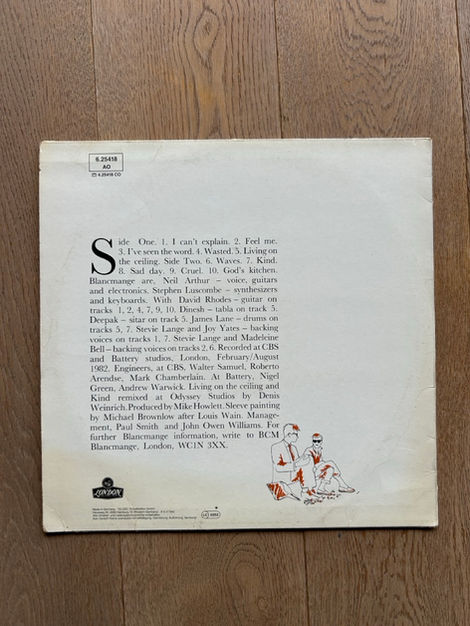 6.25418
AO
4.25418 CO
Side One. 1. I can't explain. 2. Feel me.
3. I've seen the word. 4. Wasted. 5. Living on
the ceiling. Side Two. 6. Waves. 7. Kind.
8. Sad day. 9. Cruel. 10. God's kitchen.
Blancmange are, Neil Arthur – voice, guitars
and electronics. Stephen Luscombe – synthesizers
and keyboards. With David Rhodes – guitar on
tracks 1, 2, 4, 7, 9, 10. Dinesh – tabla on track 5.
Deepak – sitar on track 5. James Lane – drums on
tracks 5, 7. Stevie Lange and Joy Yates – backing
voices on tracks 1, 7. Stevie Lange and Madeleine
Bell – backing voices on tracks 2, 6. Recorded at CBS
and Battery studios, London, February/August
1982. Engineers, at CBS, Walter Samuel, Roberto
Arendse, Mark Chamberlain. At Battery, Nigel
Green, Andrew Warwick. Living on the ceiling and
Kind remixed at Odyssey Studios by Denis
Weinrich. Produced by Mike Howlett. Sleeve painting
by Michael Brownlow after Louis Wain. Manage-
ment, Paul Smith and John Owen Williams. For
further Blancmange information, write to BCM
Blancmange, London, WC1N 3XX.
LONDON